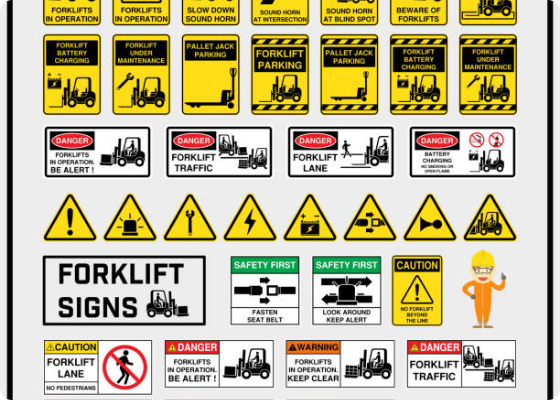 FORKLIFTS
IN OPERATION
FORKLIFTS
IN OPERATION
SLOW DOWN
SOUND HORN
SOUND HORN
AT INTERSECTION
SOUND HORN
AT BLIND SPOT
BEWARE OF
FORKLIFTS
FORKLIFT
BATTERY
CHARGING
FORKLIFT
UNDER
MAINTENANCE
PALLET JACK
PARKING
FORKLIFT
PARKING
PALLET JACK
PARKING
FORKLIFT
BATTERY
CHARGING
FORKLIFT
UNDER
MAINTENANCE
DANGER
FORKLIFTS
IN OPERATION.
BE ALERT !
DANGER
FORKLIFT
TRAFFIC
DANGER
FORKLIFT
LANE
DANGER
BATTERY
CHARGING
NO SMOKING OR
OPEN FLAME
FORKLIFT
SIGNS
SAFETY FIRST
FASTEN
SEAT BELT
SAFETY FIRST
LOOK AROUND
KEEP ALERT
CAUTION
NO FORKLIFT
BEYOND
THE LINE
CAUTION
FORKLIFT
LANE
NO PEDESTRIANS
DANGER
FORKLIFTS
IN OPERATION.
BE ALERT !
WARNING
FORKLIFTS
IN OPERATION.
KEEP CLEAR
DANGER
FORKLIFT
TRAFFIC